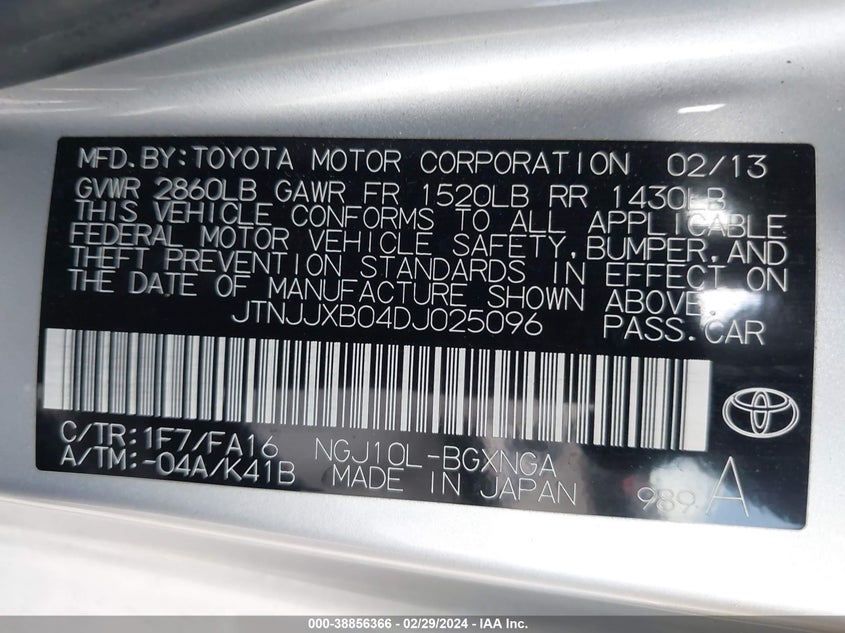 MFD. BY: TOYOTA MOTOR CORPORATION 02/13
GVWR 2860LB GAWR FR 1520LB RR 1430LB
THIS VEHICLE CONFORMS TO ALL APPLICABLE
FEDERAL MOTOR VEHICLE SAFETY, BUMPER, AND
THEFT PREVENTION STANDARDS IN EFFECT ON
THE DATE OF MANUFACTURE SHOWN ABOVE.
JTNJJXB04DJ025096 PASS. CAR
C/TR: 1F7/FA16 NGJ10L-BGXNGA
A/TM: -04A/K41B MADE IN JAPAN 989 A
000-38856366 / 02/29/2024 - IAA Inc.